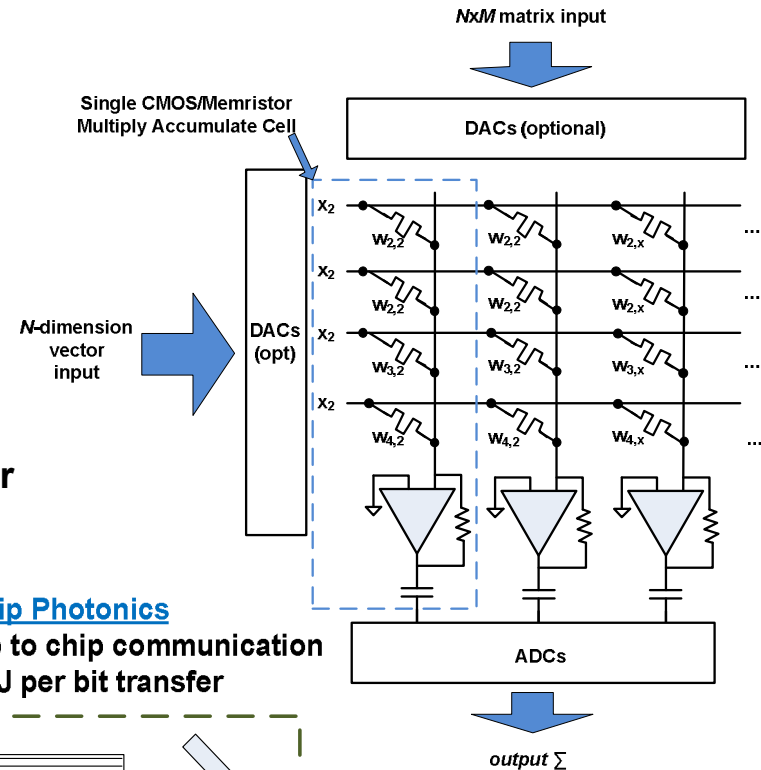 NxM matrix input
Single CMOS/Memristor
Multiply Accumulate Cell
DACs (optional)
x2 w2,2 w2,2 w2,x ...
x2 w2,2 w2,2 w2,x ...
N-dimension
vector
input
DACs
(opt)
x2 w3,2 w3,2 w3,x ...
x2 w4,2 w4,2 w4,x ...
r
ip Photonics
to chip communication
J per bit transfer
ADCs
output ∑